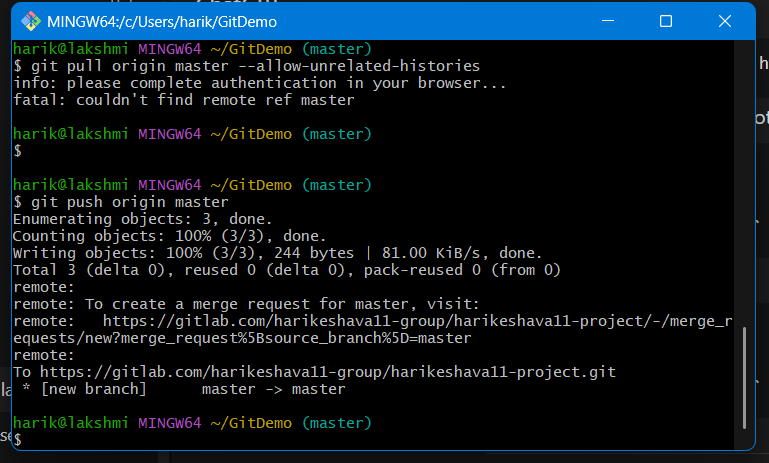 MINGW64:/c/Users/harik/GitDemo
harik@lakshmi MINGW64 ~/GitDemo (master)
$ git pull origin master --allow-unrelated-histories
info: please complete authentication in your browser...
fatal: couldn't find remote ref master
harik@lakshmi MINGW64 ~/GitDemo (master)
$
harik@lakshmi MINGW64 ~/GitDemo (master)
$ git push origin master
Enumerating objects: 3, done.
Counting objects: 100% (3/3), done.
Writing objects: 100% (3/3), 244 bytes | 81.00 KiB/s, done.
Total 3 (delta 0), reused 0 (delta 0), pack-reused 0 (from 0)
remote:
remote: To create a merge request for master, visit:
remote:   https://gitlab.com/harikeshava11-group/harikeshava11-project/-/merge_r
equests/new?merge_request%5Bsource_branch%5D=master
remote:
To https://gitlab.com/harikeshava11-group/harikeshava11-project.git
 * [new branch]      master -> master
harik@lakshmi MINGW64 ~/GitDemo (master)
$